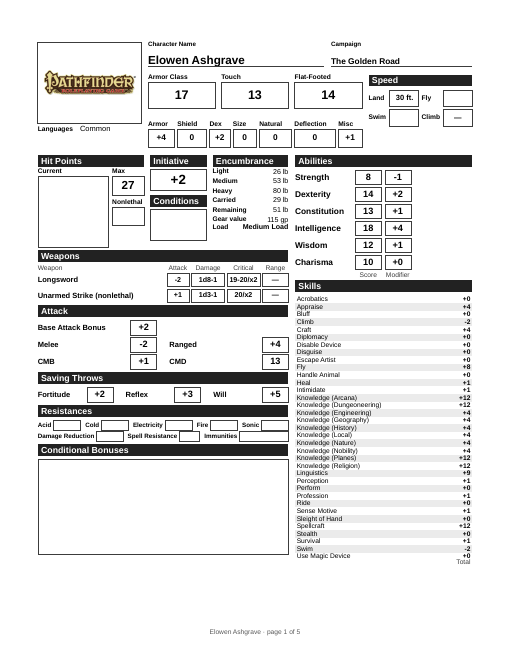 Character Name
Campaign
PATHFINDER
ROLEPLAYING GAME
Elowen Ashgrave
The Golden Road
Armor Class
Touch
Flat-Footed
Speed
17
13
14
Land 30 ft. Fly
Swim Climb —
Languages Common
Armor Shield Dex Size Natural Deflection Misc
+4 0 +2 0 0 0 +1
Hit Points
Current
Max
27
Nonlethal
Initiative
+2
Conditions
Encumbrance
Light 26 lb
Medium 53 lb
Heavy 80 lb
Carried 29 lb
Remaining 51 lb
Gear value 115 gp
Load Medium Load
Weapons
Weapon Attack Damage Critical Range
Longsword -2 1d8-1 19-20/x2 —
Unarmed Strike (nonlethal) +1 1d3-1 20/x2 —
Attack
Base Attack Bonus +2
Melee -2 Ranged +4
CMB +1 CMD 13
Saving Throws
Fortitude +2 Reflex +3 Will +5
Resistances
Acid Cold Electricity Fire Sonic
Damage Reduction Spell Resistance Immunities
Conditional Bonuses
Abilities
Strength 8 -1
Dexterity 14 +2
Constitution 13 +1
Intelligence 18 +4
Wisdom 12 +1
Charisma 10 +0
Score Modifier
Skills
Acrobatics +0
Appraise +4
Bluff +0
Climb -2
Craft +4
Diplomacy +0
Disable Device +0
Disguise +0
Escape Artist +0
Fly +8
Handle Animal +0
Heal +1
Intimidate +1
Knowledge (Arcana) +12
Knowledge (Dungeoneering) +12
Knowledge (Engineering) +4
Knowledge (Geography) +4
Knowledge (History) +4
Knowledge (Local) +4
Knowledge (Nature) +4
Knowledge (Nobility) +4
Knowledge (Planes) +12
Knowledge (Religion) +12
Linguistics +9
Perception +1
Perform +0
Profession +1
Ride +0
Sense Motive +1
Sleight of Hand +0
Spellcraft +12
Stealth +0
Survival +1
Swim -2
Use Magic Device +0
Total
Elowen Ashgrave · page 1 of 5